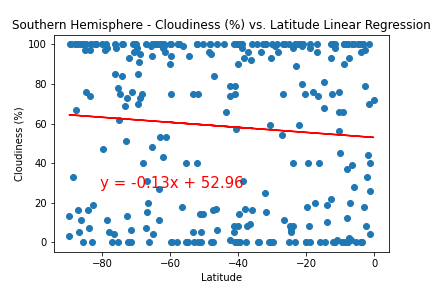 Southern Hemisphere - Cloudiness (%) vs. Latitude Linear Regression
100
80
60
40
20
0
Cloudiness (%)
y = -0.13x + 52.96
−80
−60
−40
−20
0
Latitude